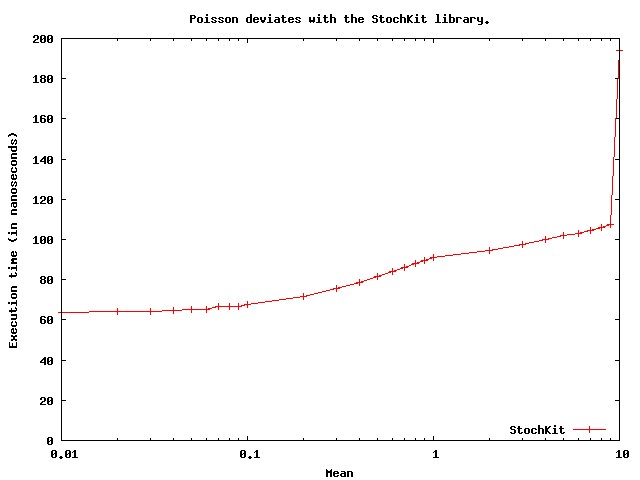 Poisson deviates with the StochKit library.
200
180
160
140
120
100
80
60
40
20
0
Execution time (in nanoseconds)
StochKit
0.01 0.1 1 10
Mean